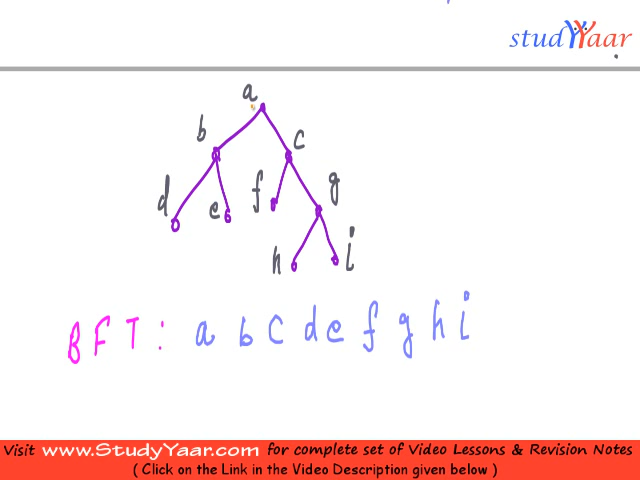 studYYaar
a
b c
d e f g
h i
BFT: a b c d e f g h i
Visit www.StudyYaar.com for complete set of Video Lessons & Revision Notes
( Click on the Link in the Video Description given below )